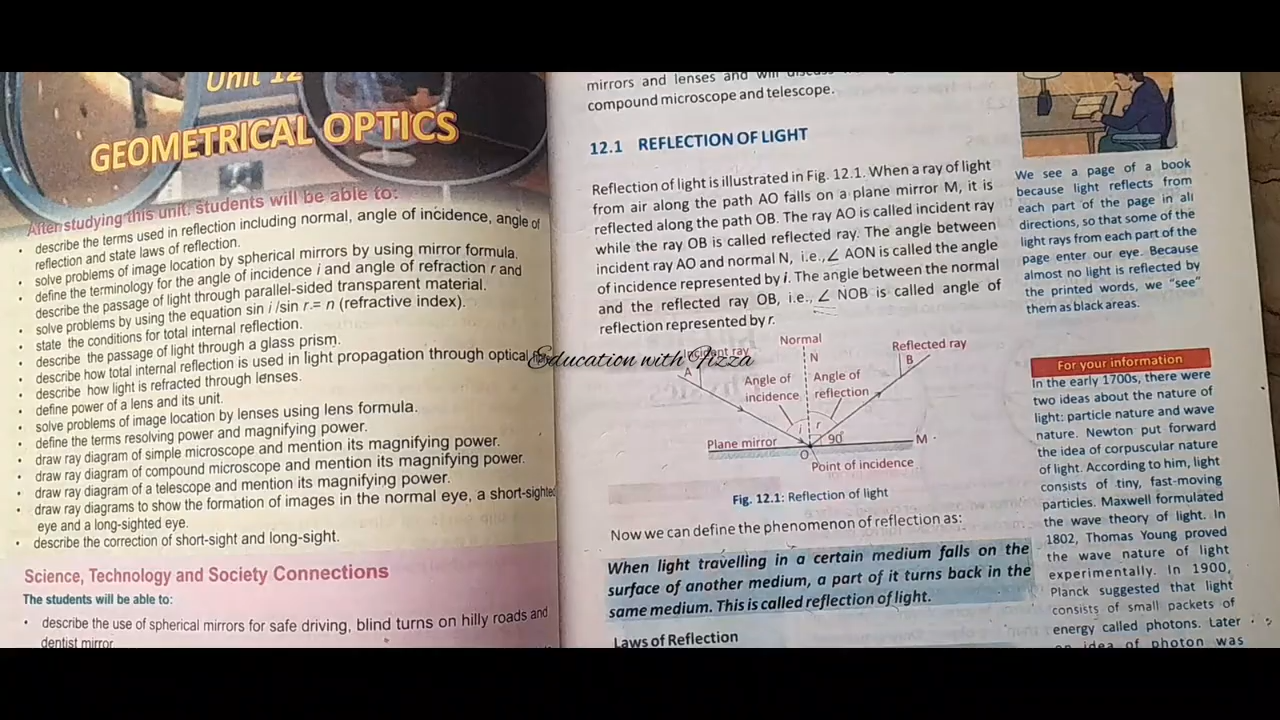 Unit 12
GEOMETRICAL OPTICS
After studying this unit, students will be able to:
• describe the terms used in reflection including normal, angle of incidence, angle of
reflection and state laws of reflection.
• solve problems of image location by spherical mirrors by using mirror formula.
• define the terminology for the angle of incidence i and angle of refraction r and
describe the passage of light through parallel-sided transparent material.
• solve problems by using the equation sin i /sin r = n (refractive index).
• state the conditions for total internal reflection.
• describe the passage of light through a glass prism.
• describe how total internal reflection is used in light propagation through optical
• describe how light is refracted through lenses.
• define power of a lens and its unit.
• solve problems of image location by lenses using lens formula.
• define the terms resolving power and magnifying power.
• draw ray diagram of simple microscope and mention its magnifying power.
• draw ray diagram of compound microscope and mention its magnifying power.
• draw ray diagram of a telescope and mention its magnifying power.
• draw ray diagrams to show the formation of images in the normal eye, a short-sighted
eye and a long-sighted eye.
• describe the correction of short-sight and long-sight.
Science, Technology and Society Connections
The students will be able to:
• describe the use of spherical mirrors for safe driving, blind turns on hilly roads and
dentist mirror
mirrors and lenses and will discuss
compound microscope and telescope.
12.1 REFLECTION OF LIGHT
Reflection of light is illustrated in Fig. 12.1. When a ray of light
from air along the path AO falls on a plane mirror M, it is
reflected along the path OB. The ray AO is called incident ray
while the ray OB is called reflected ray. The angle between
incident ray AO and normal N, i.e., ∠ AON is called the angle
of incidence represented by i. The angle between the normal
and the reflected ray OB, i.e., ∠ NOB is called angle of
reflection represented by r.
Normal
N
Incident ray
A
Reflected ray
B
Angle of
incidence
Angle of
reflection
i
r
90°
Plane mirror
M
O
Point of incidence
Fig. 12.1: Reflection of light
Now we can define the phenomenon of reflection as:
When light travelling in a certain medium falls on the
surface of another medium, a part of it turns back in the
same medium. This is called reflection of light.
Laws of Reflection
We see a page of a book
because light reflects from
each part of the page in all
directions, so that some of the
light rays from each part of the
page enter our eye. Because
almost no light is reflected by
the printed words, we “see”
them as black areas.
For your information
In the early 1700s, there were
two ideas about the nature of
light: particle nature and wave
nature. Newton put forward
the idea of corpuscular nature
of light. According to him, light
consists of tiny, fast-moving
particles. Maxwell formulated
the wave theory of light. In
1802, Thomas Young proved
the wave nature of light
experimentally. In 1900,
Planck suggested that light
consists of small packets of
energy called photons. Later
idea of photon was
Education with Fizza